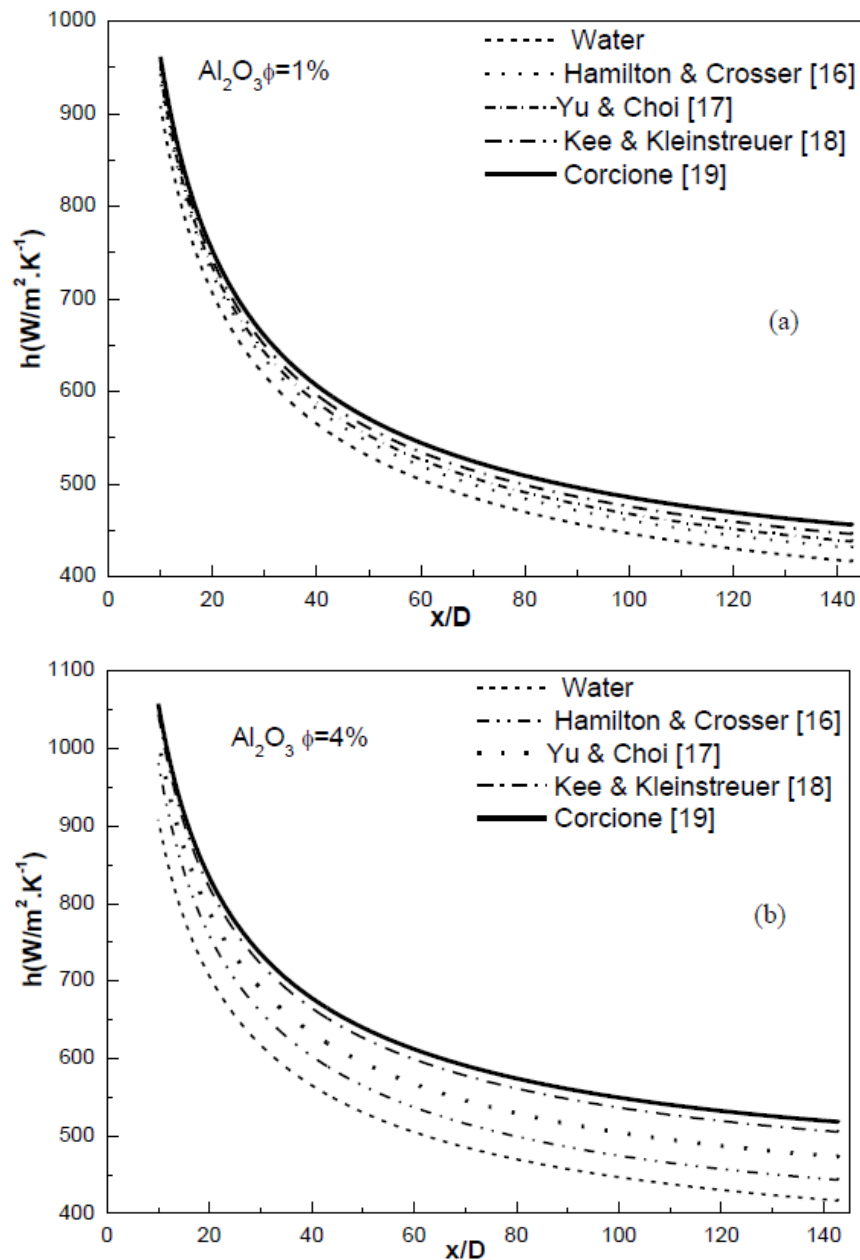 1000
900
800
700
600
500
400
h(W/m².K⁻¹)
Al₂O₃ϕ=1%
Water
Hamilton & Crosser [16]
Yu & Choi [17]
Kee & Kleinstreuer [18]
Corcione [19]
(a)
0 20 40 60 80 100 120 140
x/D
1100
1000
900
800
700
600
500
400
h(W/m².K⁻¹)
Al₂O₃ ϕ=4%
Water
Hamilton & Crosser [16]
Yu & Choi [17]
Kee & Kleinstreuer [18]
Corcione [19]
(b)
0 20 40 60 80 100 120 140
x/D